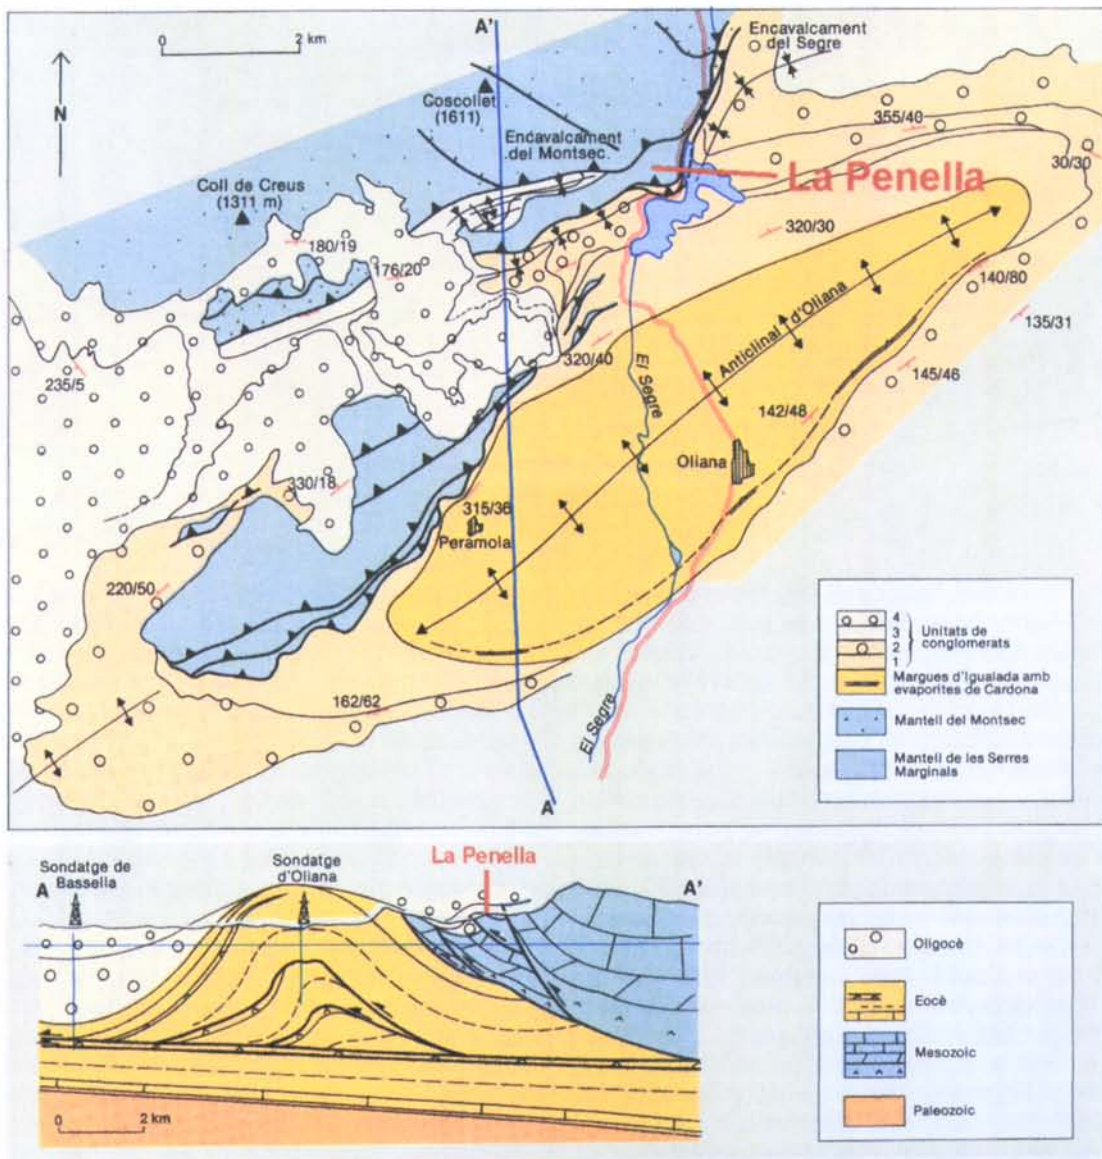 0
2 km
N
A'
Encavalcament
del Segre
Coscollet
(1611)
Encavalcament
del Montsec
355/40
La Penella
30/30
Coll de Creus
(1311 m)
180/19
176/20
320/30
140/80
135/31
235/5
320/40
El Segre
Anticlinal d'Oliana
145/46
142/48
Oliana
330/18
315/36
Peramola
220/50
162/62
El Segre
A
4
3
2
1
Unitats de
conglomerats
Margues d'Igualada amb
evaporites de Cardona
Mantell del Montsec
Mantell de les Serres
Marginals
Sondatge de
Bassella
A
Sondatge
d'Oliana
La Penella
A'
0
2 km
Oligocè
Eocè
Mesozoic
Paleozoic